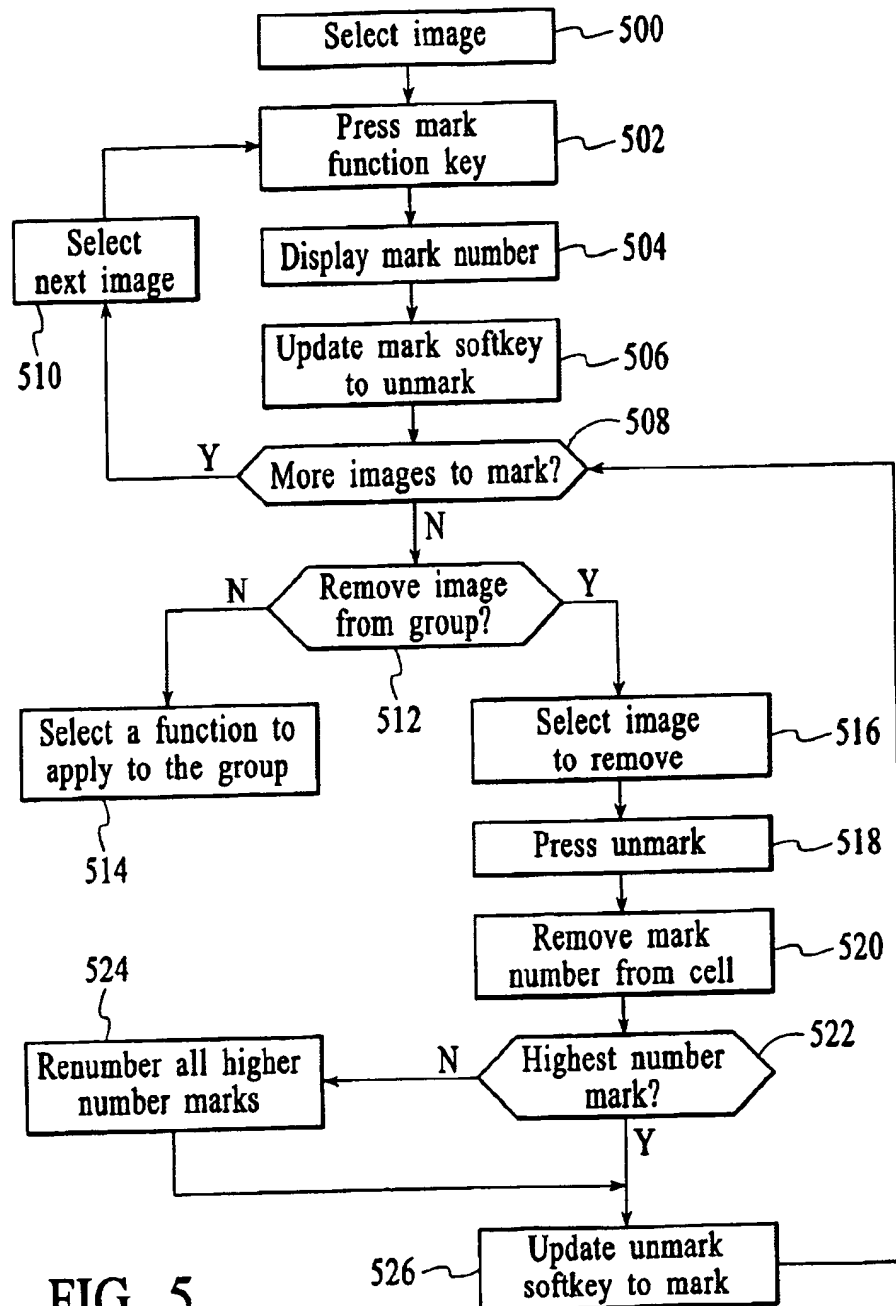 Select image
500
Press mark
function key
502
Select
next image
510
Display mark number
504
Update mark softkey
to unmark
506
508
Y
More images to mark?
N
N
Remove image
from group?
Y
512
Select a function to
apply to the group
514
Select image
to remove
516
Press unmark
518
Remove mark
number from cell
520
524
Renumber all higher
number marks
N
Highest number
mark?
522
Y
526
Update unmark
softkey to mark
FIG. 5